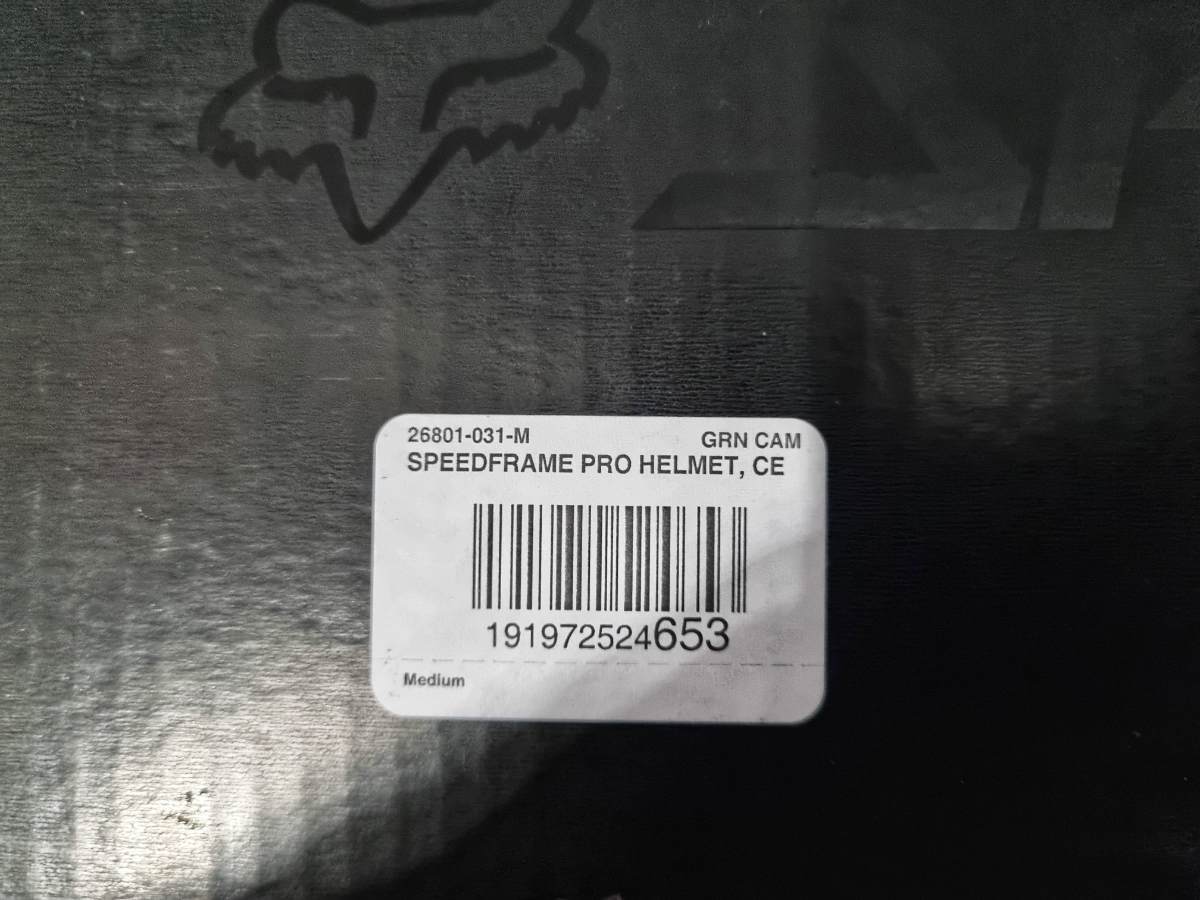 26801-031-M GRN CAM
SPEEDFRAME PRO HELMET, CE
191972524653
Medium